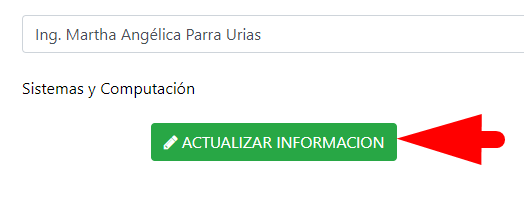 Ing. Martha Angélica Parra Urias
Sistemas y Computación
ACTUALIZAR INFORMACION